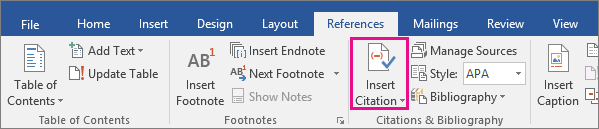 File Home Insert Design Layout References Mailings Review View
Table of
Contents
Add Text
Update Table
Table of Contents
AB1
Insert
Footnote
Insert Endnote
AB1 Next Footnote
Show Notes
Footnotes
Insert
Citation
Manage Sources
Style: APA
Bibliography
Citations & Bibliography
Insert
Caption